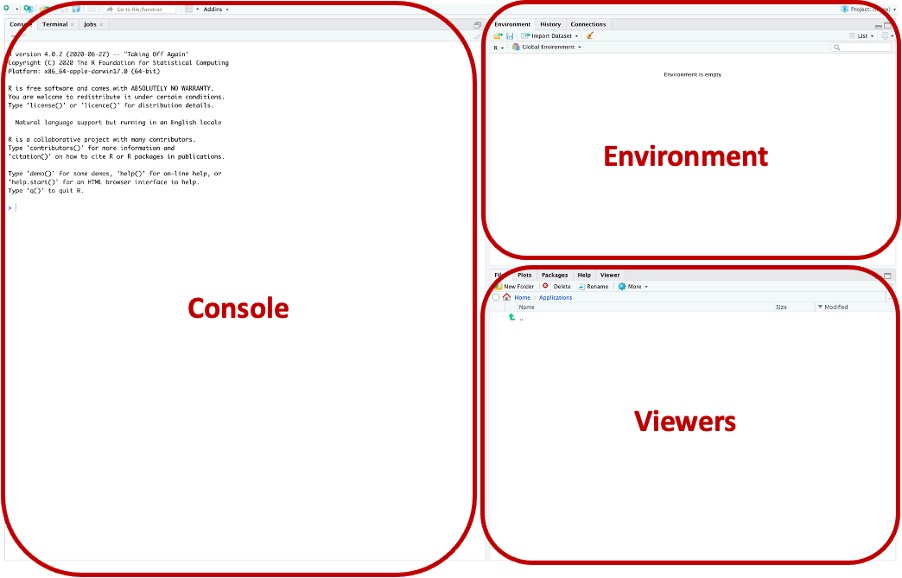 Go to file/function Addins Project: (None)
Console Terminal Jobs
R version 4.0.2 (2020-06-22) -- "Taking Off Again"
Copyright (C) 2020 The R Foundation for Statistical Computing
Platform: x86_64-apple-darwin17.0 (64-bit)
R is free software and comes with ABSOLUTELY NO WARRANTY.
You are welcome to redistribute it under certain conditions.
Type 'license()' or 'licence()' for distribution details.
Natural language support but running in an English locale
R is a collaborative project with many contributors.
Type 'contributors()' for more information and
'citation()' on how to cite R or R packages in publications.
Type 'demo()' for some demos, 'help()' for on-line help, or
'help.start()' for an HTML browser interface to help.
Type 'q()' to quit R.
>
Console
Environment History Connections
Import Dataset List
R Global Environment
Environment is empty
Environment
Files Plots Packages Help Viewer
New Folder Delete Rename More
Home Applications
Name Size Modified
..
Viewers